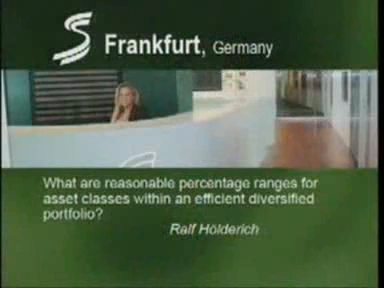 Frankfurt, Germany
What are reasonable percentage ranges for
asset classes within an efficient diversified
portfolio?
Ralf Hölderich